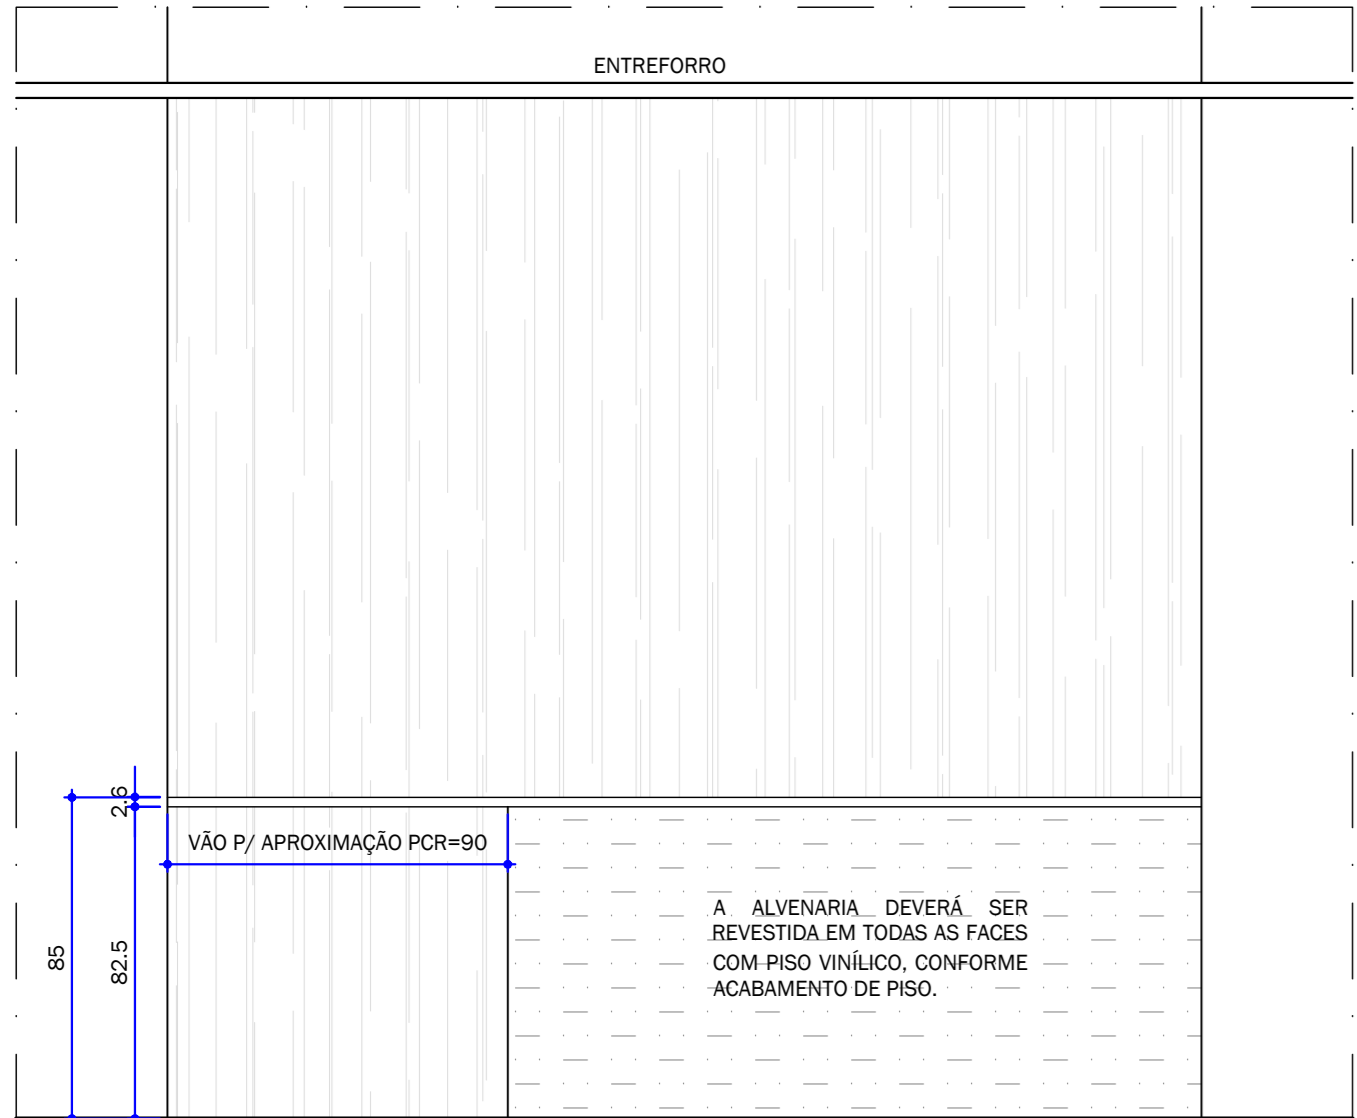 ENTREFORRO
2.6
VÃO P/ APROXIMAÇÃO PCR=90
A ALVENARIA DEVERÁ SER
REVESTIDA EM TODAS AS FACES
COM PISO VINÍLICO, CONFORME
ACABAMENTO DE PISO.
85
82.5